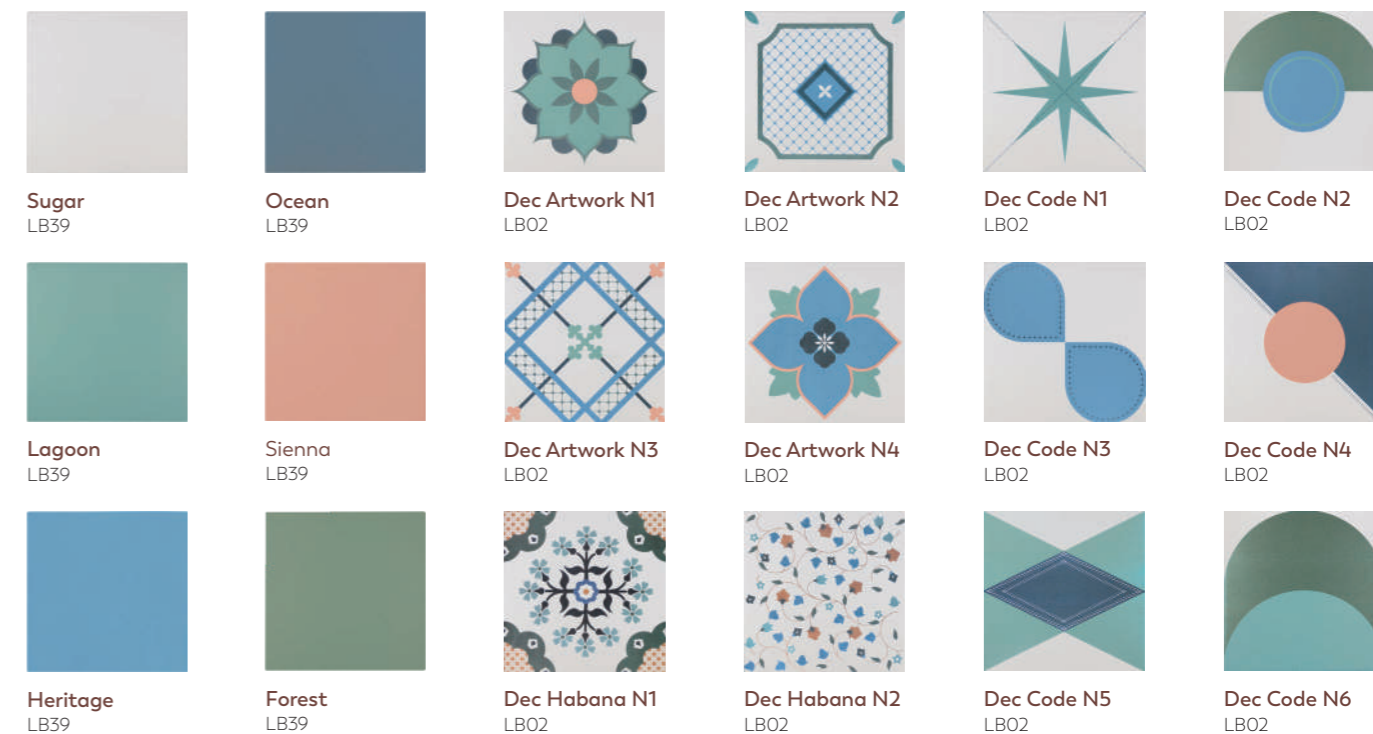 Sugar
LB39
Ocean
LB39
Dec Artwork N1
LB02
Dec Artwork N2
LB02
Dec Code N1
LB02
Dec Code N2
LB02
Lagoon
LB39
Sienna
LB39
Dec Artwork N3
LB02
Dec Artwork N4
LB02
Dec Code N3
LB02
Dec Code N4
LB02
Heritage
LB39
Forest
LB39
Dec Habana N1
LB02
Dec Habana N2
LB02
Dec Code N5
LB02
Dec Code N6
LB02